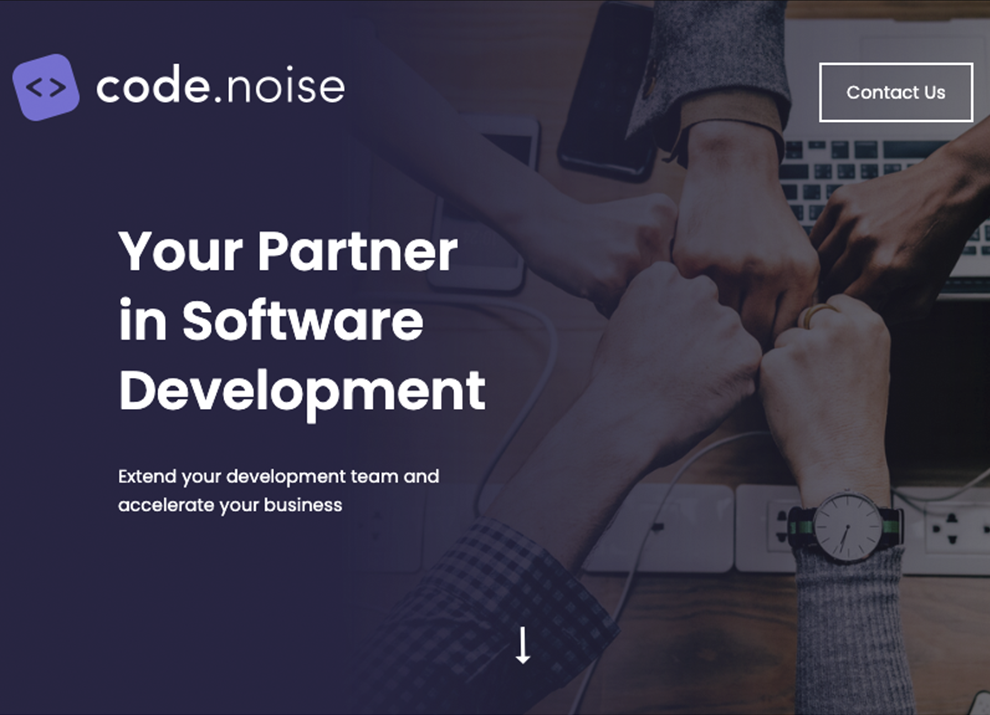 <> code.noise
Contact Us
Your Partner
in Software
Development
Extend your development team and
accelerate your business